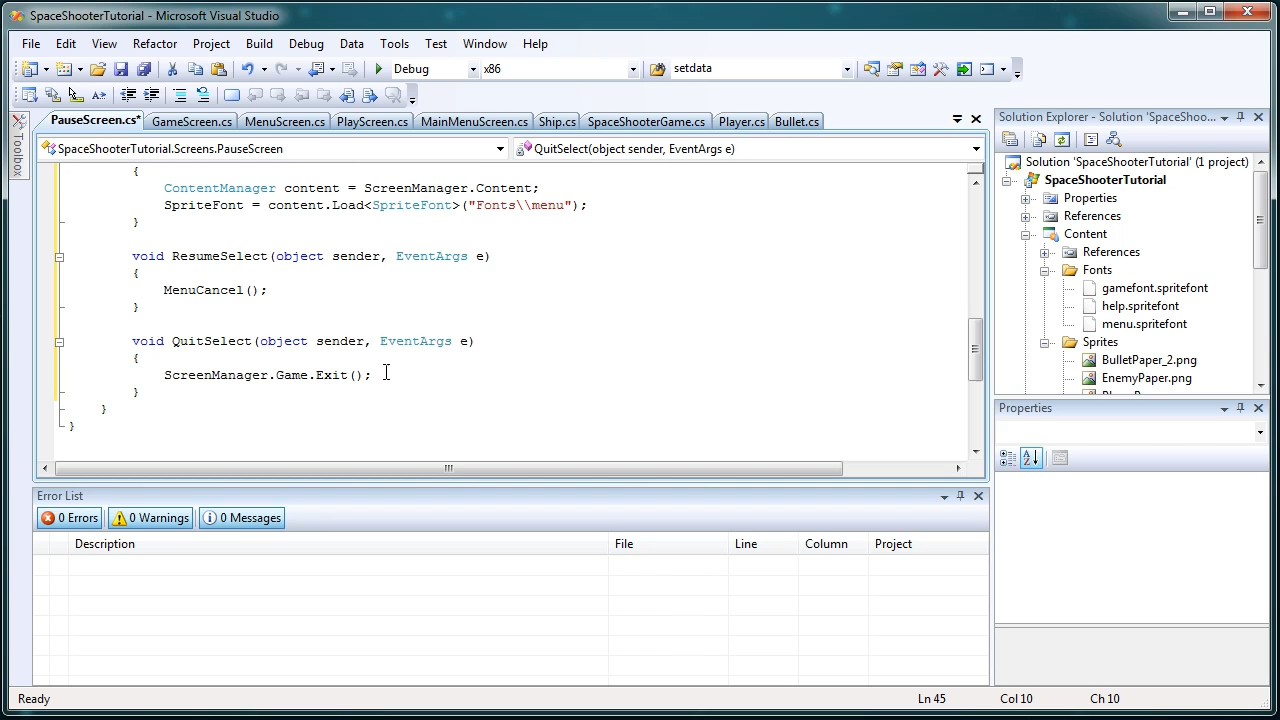 SpaceShooterTutorial - Microsoft Visual Studio
File Edit View Refactor Project Build Debug Data Tools Test Window Help
Debug x86 setdata
PauseScreen.cs* GameScreen.cs MenuScreen.cs PlayScreen.cs MainMenuScreen.cs Ship.cs SpaceShooterGame.cs Player.cs Bullet.cs
SpaceShooterTutorial.Screens.PauseScreen QuitSelect(object sender, EventArgs e)
{
ContentManager content = ScreenManager.Content;
SpriteFont = content.Load<SpriteFont>("Fonts\\menu");
}
void ResumeSelect(object sender, EventArgs e)
{
MenuCancel();
}
void QuitSelect(object sender, EventArgs e)
{
ScreenManager.Game.Exit();
}
}
}
Toolbox
Solution Explorer - Solution 'SpaceShoo...
Solution 'SpaceShooterTutorial' (1 project)
SpaceShooterTutorial
Properties
References
Content
References
Fonts
gamefont.spritefont
help.spritefont
menu.spritefont
Sprites
BulletPaper_2.png
EnemyPaper.png
Properties
Error List
0 Errors 0 Warnings 0 Messages
Description File Line Column Project
Ready Ln 45 Col 10 Ch 10